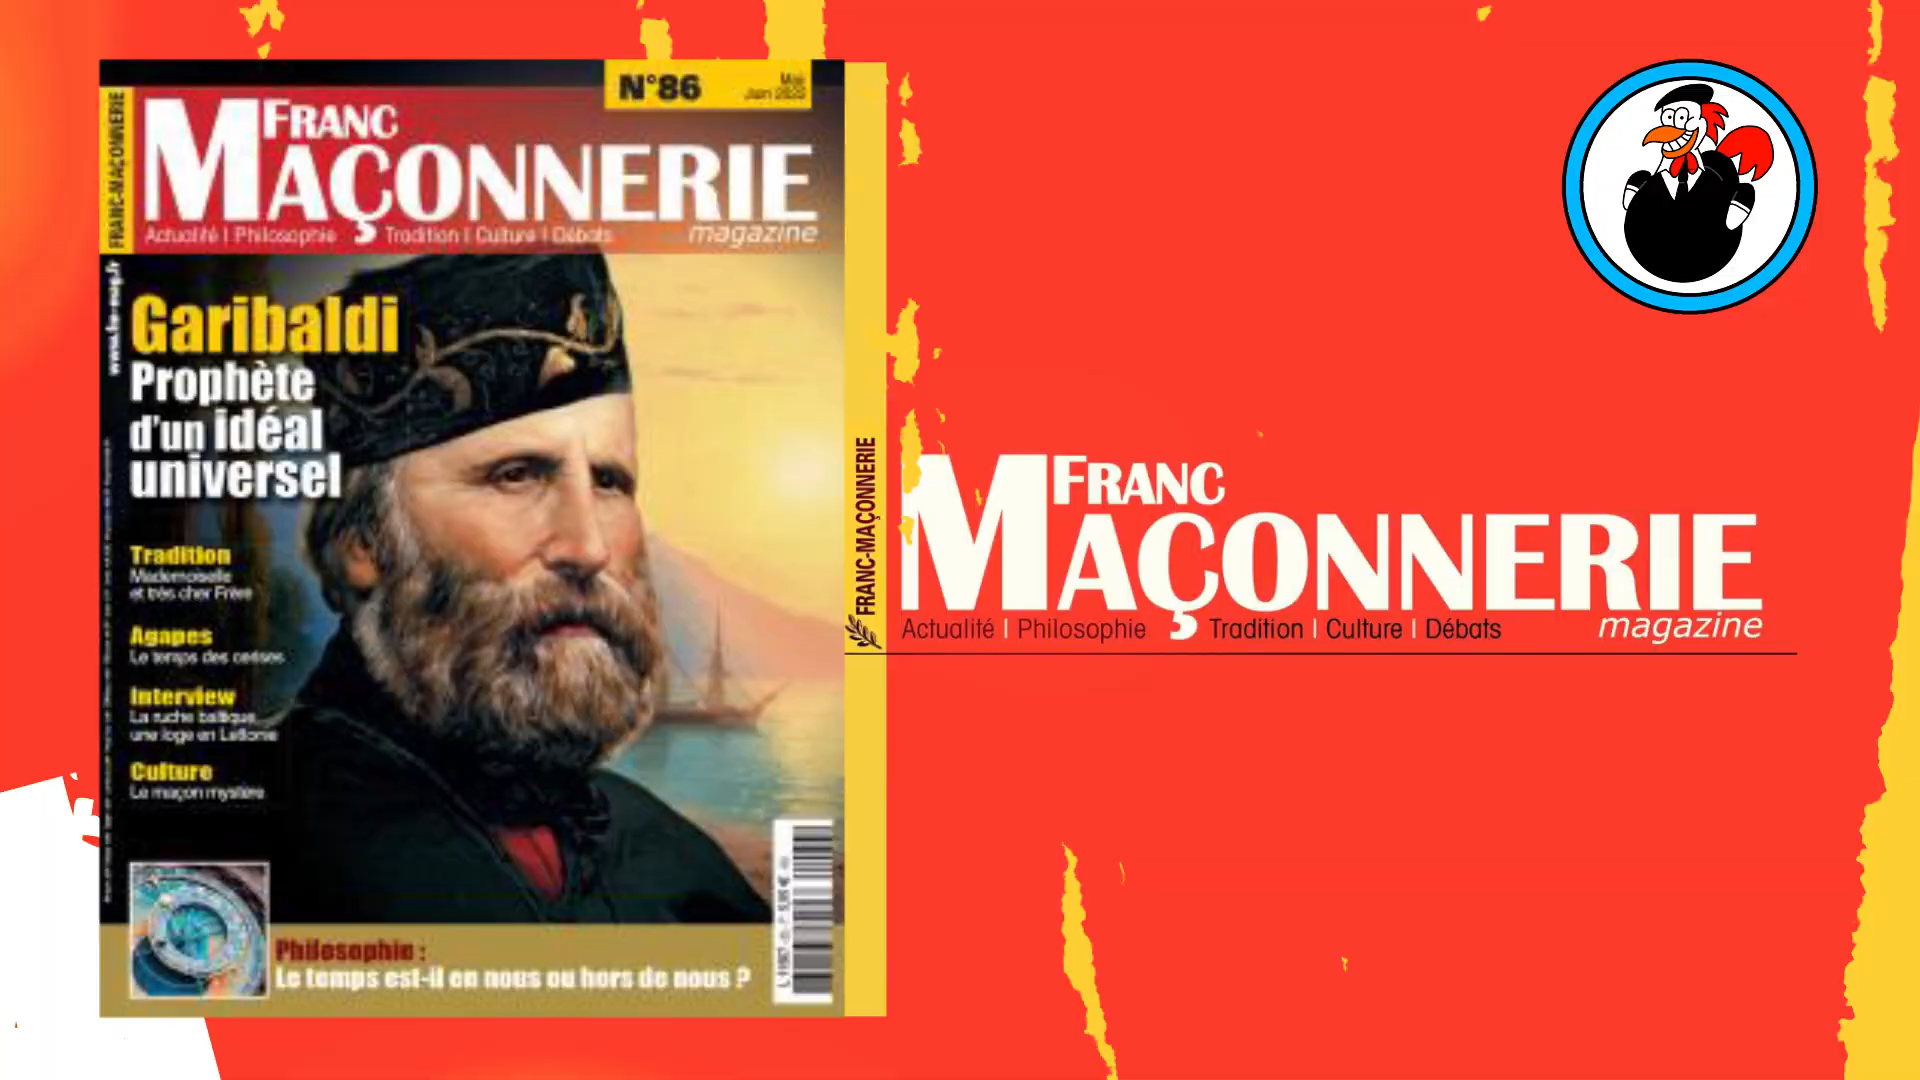 N°86
Mai
Juin 2022
FRANC-MAÇONNERIE
FRANC
MAÇONNERIE
Actualité | Philosophie Tradition | Culture | Débats
magazine
www.fm-mag.fr
Garibaldi
Prophète
d'un idéal
universel
Tradition
Mademoiselle
et très cher Frère
Agapes
Le temps des cerises
Interview
La ruche baltique
une loge en Lettonie
Culture
Le maçon mystère
Philosophie :
Le temps est-il en nous ou hors de nous ?
FRANC-MAÇONNERIE
FRANC
MAÇONNERIE
Actualité | Philosophie Tradition | Culture | Débats
magazine